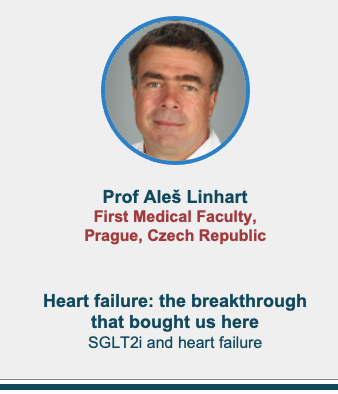 Prof Aleš Linhart
First Medical Faculty,
Prague, Czech Republic
Heart failure: the breakthrough
that bought us here
SGLT2i and heart failure